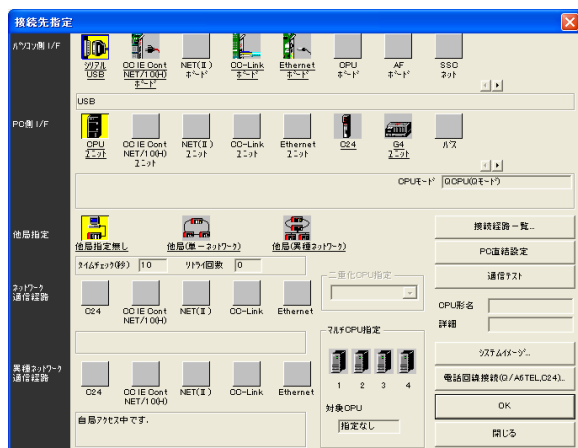 接続先指定
パソコン側 I/F
シリアル
USB
CC IE Cont
NET/10(H)
ボード
NET(Ⅱ)
ボード
CC-Link
ボード
Ethernet
ボード
CPU
ボード
AF
ボード
SSC
ネット
USB
PC側 I/F
CPU
ユニット
CC IE Cont
NET/10(H)
ユニット
NET(Ⅱ)
ユニット
CC-Link
ユニット
Ethernet
ユニット
C24
G4
ユニット
バス
CPUモード QCPU(Qモード)
他局指定
他局指定無し
他局(単一ネットワーク)
他局(異種ネットワーク)
タイムチェック(秒) 10 リトライ回数 0
ネットワーク
通信経路
C24
CC IE Cont
NET/10(H)
NET(Ⅱ)
CC-Link
Ethernet
異種ネットワーク
通信経路
C24
CC IE Cont
NET/10(H)
NET(Ⅱ)
CC-Link
Ethernet
自局アクセス中です.
二重化CPU指定
マルチCPU指定
1 2 3 4
対象CPU
指定なし
接続経路一覧...
PC直結設定
通信テスト
CPU形名
詳細
システムイメージ...
電話回線接続(Q/A6TEL,C24)...
OK
閉じる